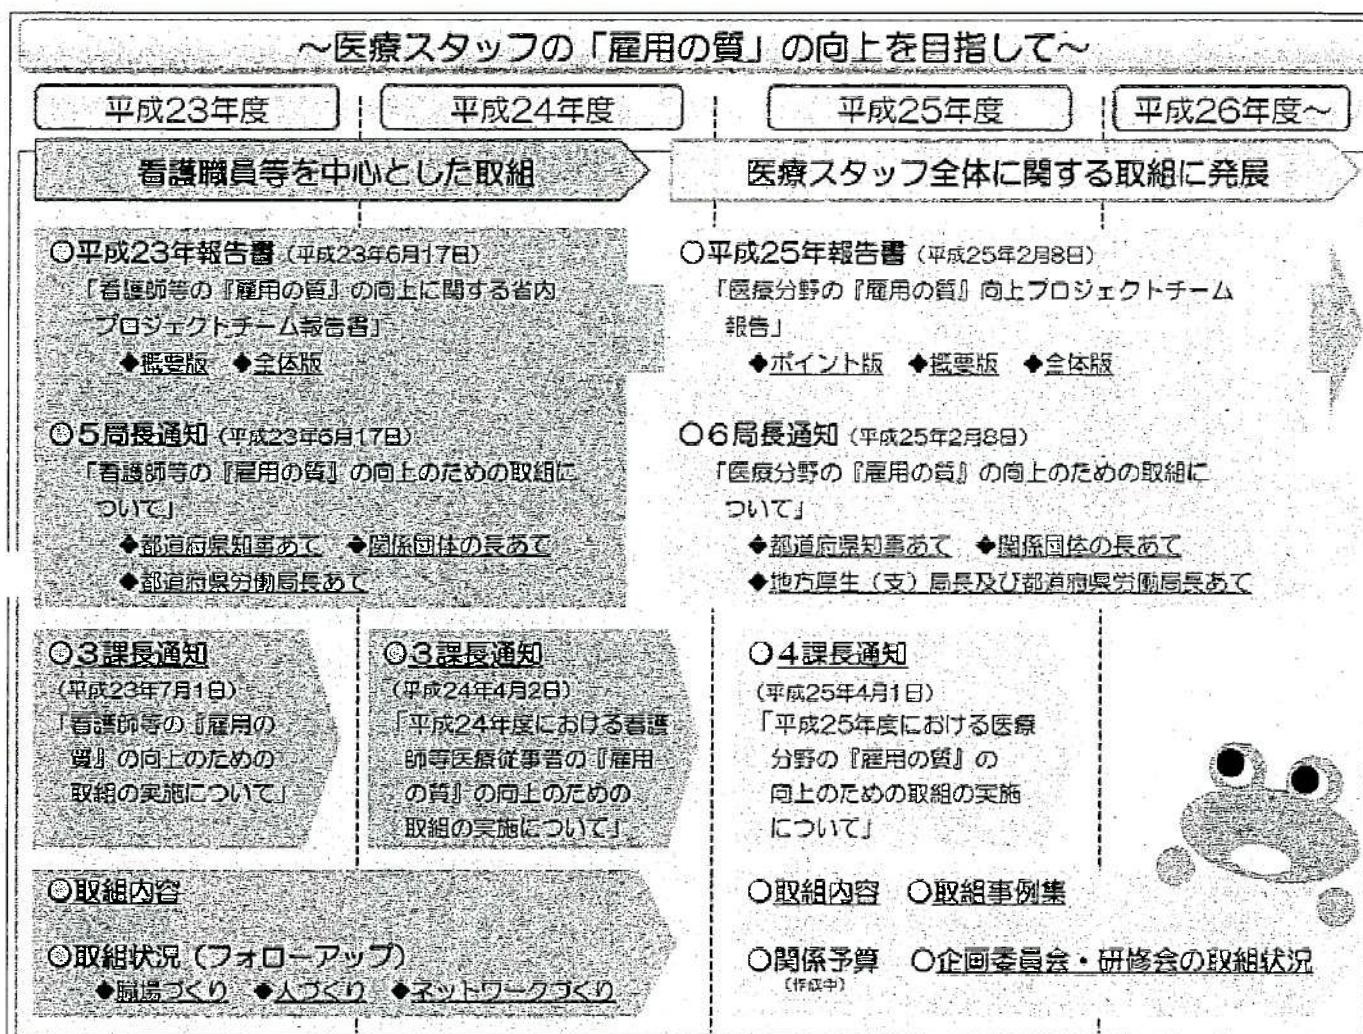 ～医療スタッフの「雇用の質」の向上を目指して～
平成23年度
平成24年度
平成25年度
平成26年度～
看護職員等を中心とした取組
医療スタッフ全体に関する取組に発展
○平成23年報告書（平成23年6月17日）
「看護師等の『雇用の質』の向上に関する省内
プロジェクトチーム報告書」
◆概要版　◆全体版
○5局長通知（平成23年6月17日）
「看護師等の『雇用の質』の向上のための取組に
ついて」
◆都道府県知事あて　◆関係団体の長あて
◆都道府県労働局長あて
○平成25年報告書（平成25年2月8日）
「医療分野の『雇用の質』向上プロジェクトチーム
報告」
◆ポイント版　◆概要版　◆全体版
○6局長通知（平成25年2月8日）
「医療分野の『雇用の質』の向上のための取組に
ついて」
◆都道府県知事あて　◆関係団体の長あて
◆地方厚生（支）局長及び都道府県労働局長あて
○3課長通知
（平成23年7月1日）
「看護師等の『雇用の
質』の向上のための
取組の実施について」
○3課長通知
（平成24年4月2日）
「平成24年度における看護
師等医療従事者の『雇用
の質』の向上のための
取組の実施について」
○4課長通知
（平成25年4月1日）
「平成25年度における医療
分野の『雇用の質』の
向上のための取組の実施
について」
○取組内容
○取組状況（フォローアップ）
◆職場づくり　◆人づくり　◆ネットワークづくり
○取組内容　○取組事例集
○関係予算　○企画委員会・研修会の取組状況
（作成中）